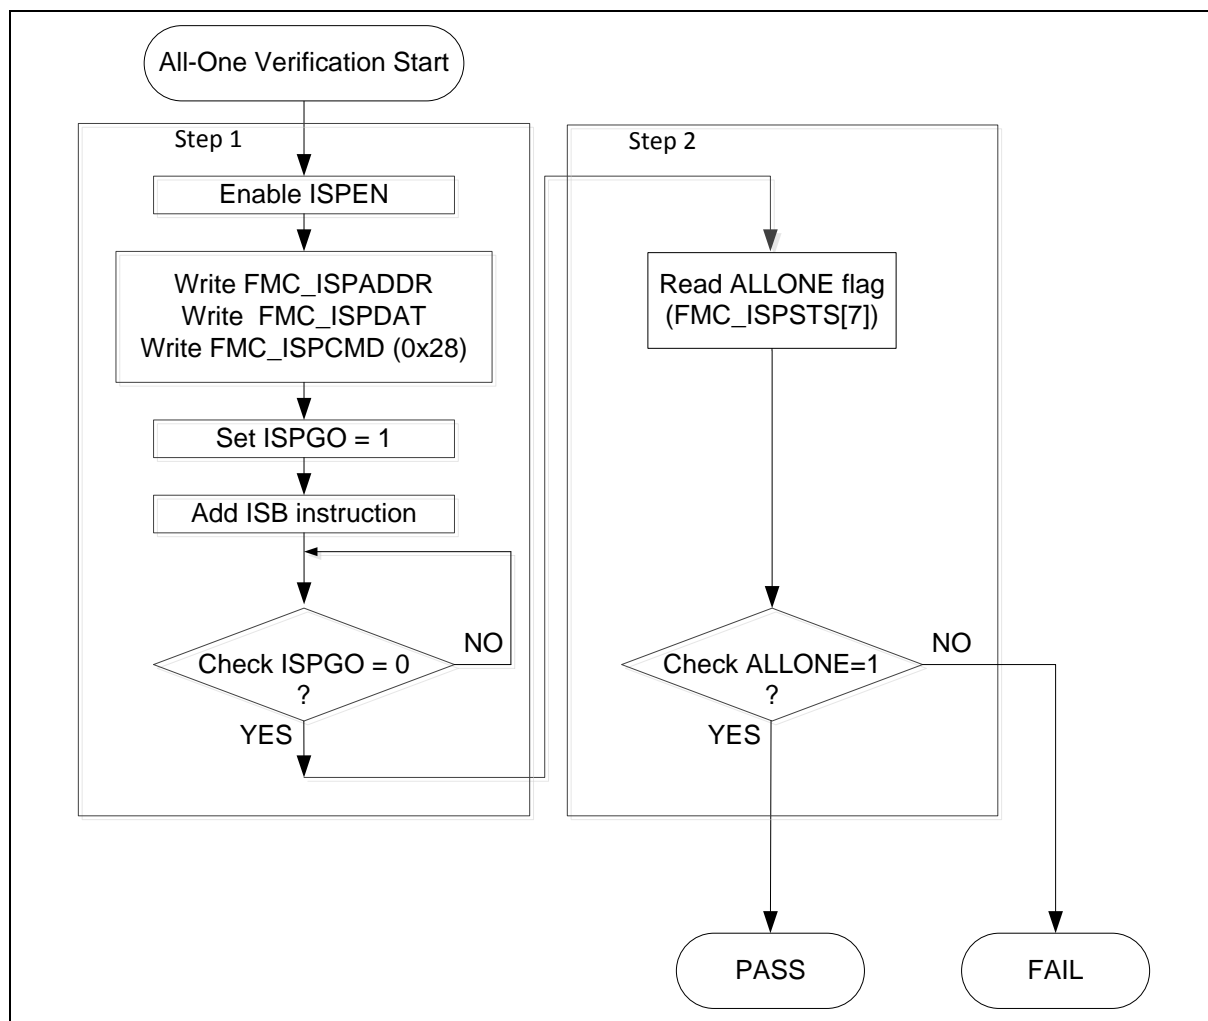 All-One Verification Start
Step 1
Enable ISPEN
Write FMC_ISPADDR
Write  FMC_ISPDAT
Write FMC_ISPCMD (0x28)
Set ISPGO = 1
Add ISB instruction
NO
Check ISPGO = 0
?
YES
Step 2
Read ALLONE flag
(FMC_ISPSTS[7])
NO
Check ALLONE=1
?
YES
PASS
FAIL